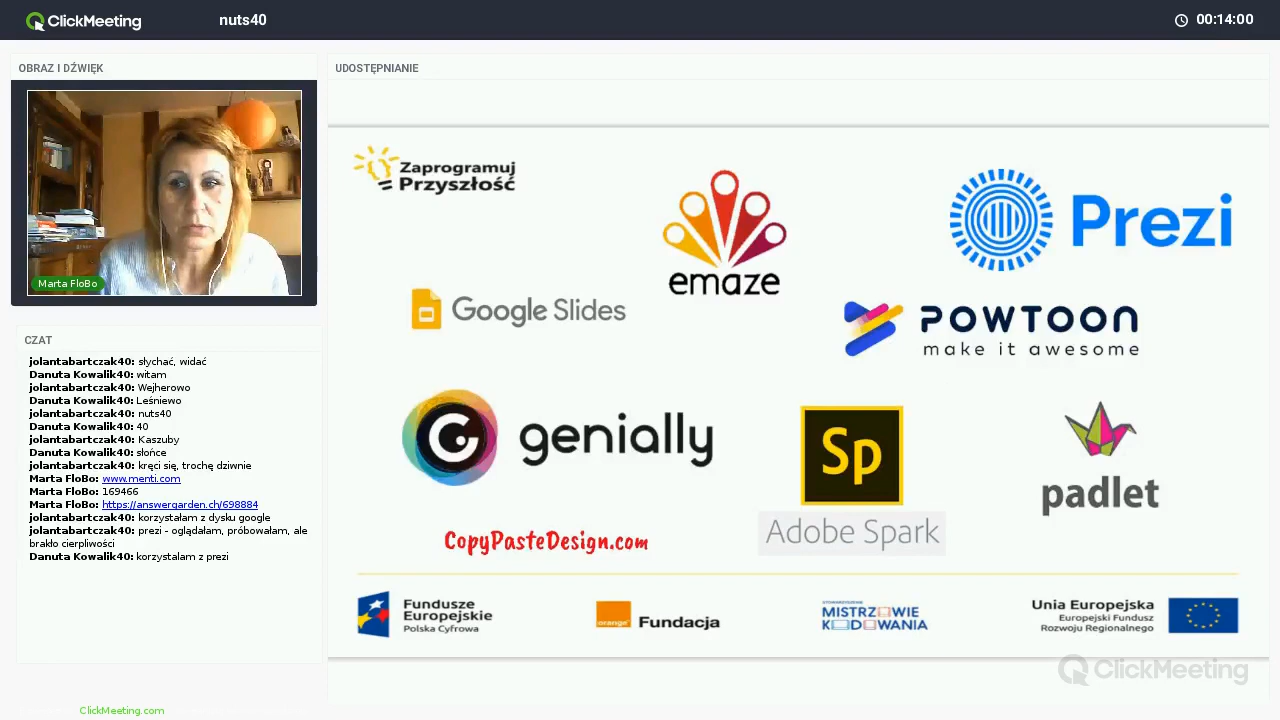 ClickMeeting
nuts40
00:14:00
OBRAZ I DŹWIĘK
Marta FloBo
CZAT
jolantabartczak40: słychać, widać
Danuta Kowalik40: witam
jolantabartczak40: Wejherowo
Danuta Kowalik40: Leśniewo
jolantabartczak40: nuts40
Danuta Kowalik40: 40
jolantabartczak40: Kaszuby
Danuta Kowalik40: słońce
jolantabartczak40: kręci się, trochę dziwnie
Marta FloBo: www.menti.com
Marta FloBo: 169466
Marta FloBo: https://answergarden.ch/698884
jolantabartczak40: korzystałam z dysku google
jolantabartczak40: prezi - oglądałam, próbowałam, ale
brakło cierpliwości
Danuta Kowalik40: korzystalam z prezi
ClickMeeting.com
UDOSTĘPNIANIE
Zaprogramuj
Przyszłość
emaze
Prezi
Google Slides
POWTOON
make it awesome
genially
Sp
Adobe Spark
padlet
CopyPasteDesign.com
Fundusze
Europejskie
Polska Cyfrowa
orange
Fundacja
STOWARZYSZENIE
MISTRZOWIE
KODOWANIA
Unia Europejska
Europejski Fundusz
Rozwoju Regionalnego
ClickMeeting